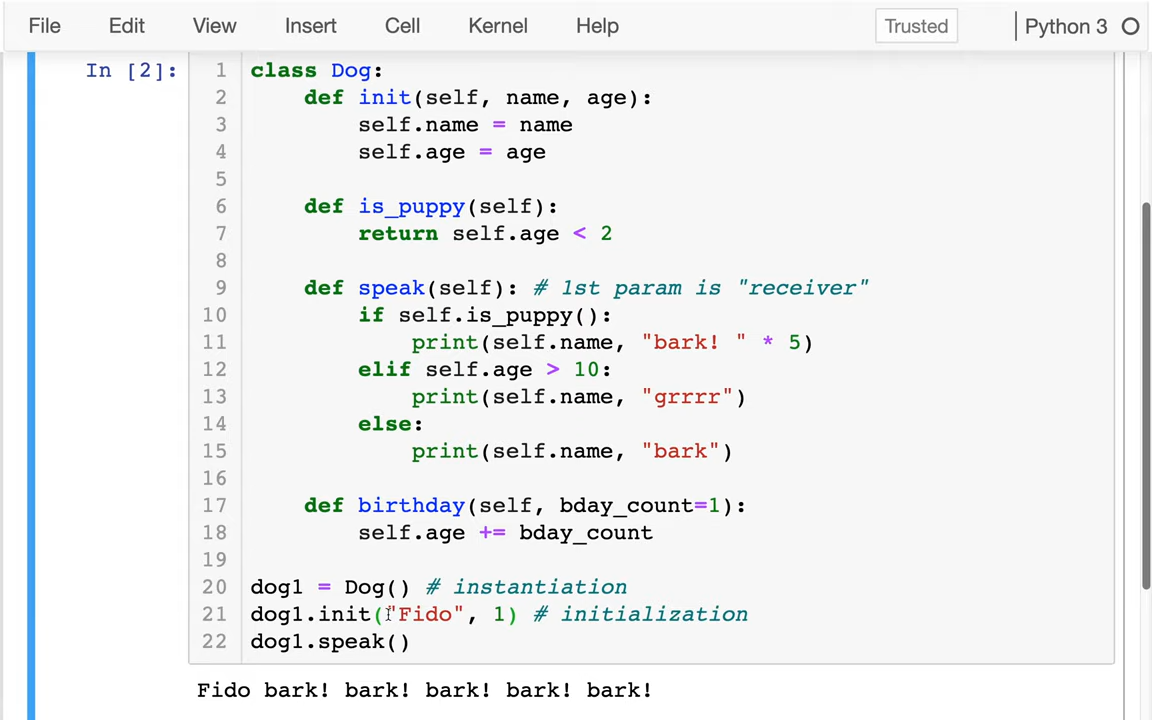 File Edit View Insert Cell Kernel Help Trusted Python 3
In [2]: 1 class Dog:
2     def init(self, name, age):
3         self.name = name
4         self.age = age
5
6     def is_puppy(self):
7         return self.age < 2
8
9     def speak(self): # 1st param is "receiver"
10         if self.is_puppy():
11             print(self.name, "bark! " * 5)
12         elif self.age > 10:
13             print(self.name, "grrrr")
14         else:
15             print(self.name, "bark")
16
17     def birthday(self, bday_count=1):
18         self.age += bday_count
19
20 dog1 = Dog() # instantiation
21 dog1.init("Fido", 1) # initialization
22 dog1.speak()
Fido bark! bark! bark! bark! bark!